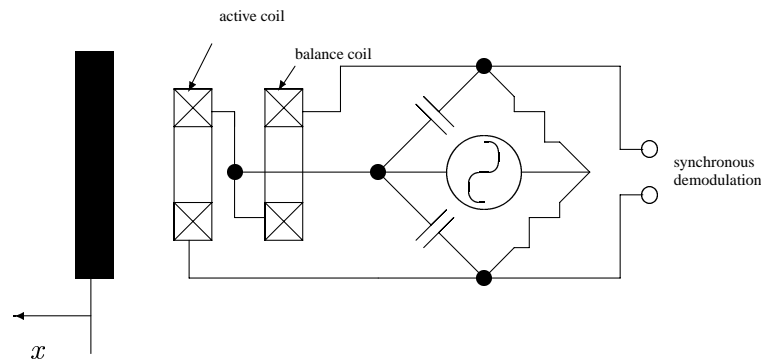 active coil
balance coil
synchronous
demodulation
x